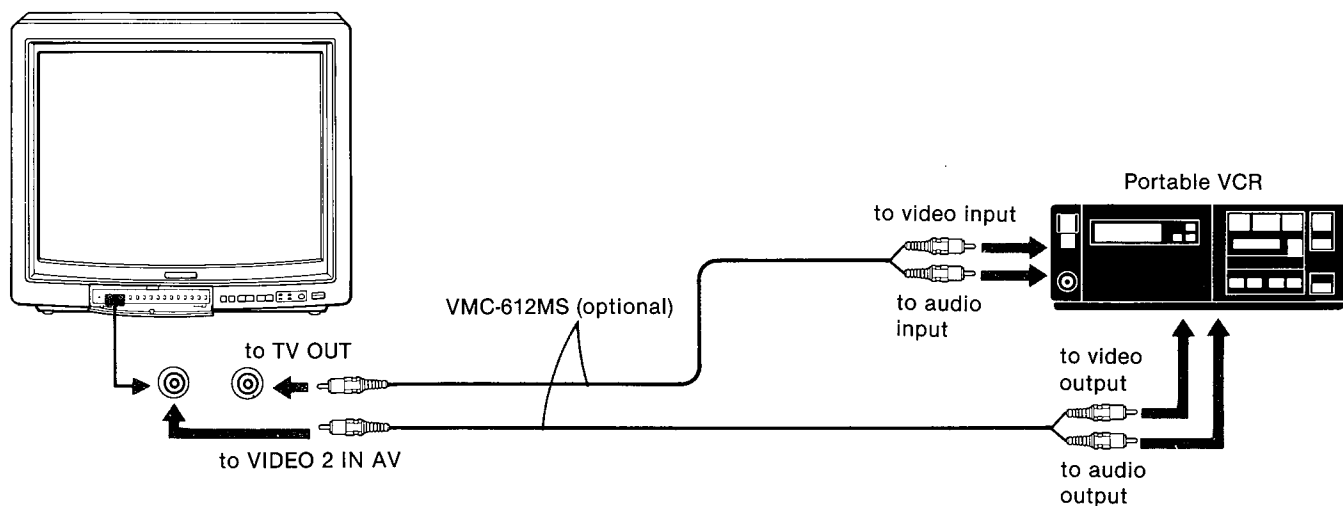 Portable VCR
to video input
to audio
input
VMC-612MS (optional)
to TV OUT
to video
output
to VIDEO 2 IN AV
to audio
output